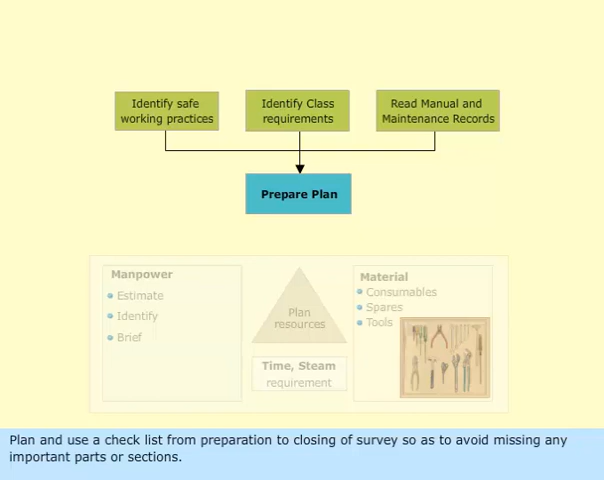 Identify safe
working practices
Identify Class
requirements
Read Manual and
Maintenance Records
Prepare Plan
Manpower
Estimate
Identify
Brief
Plan
resources
Time, Steam
requirement
Material
Consumables
Spares
Tools
Plan and use a check list from preparation to closing of survey so as to avoid missing any
important parts or sections.